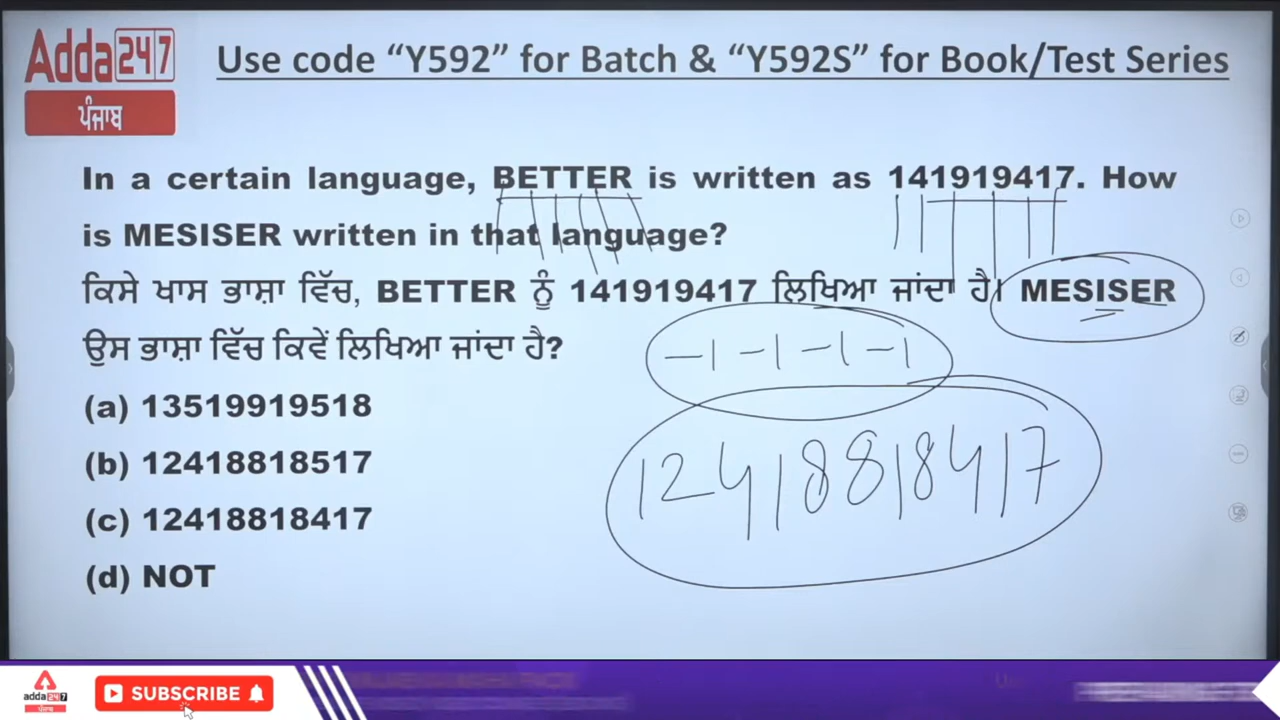 Adda247
ਪੰਜਾਬ
Use code “Y592” for Batch & “Y592S” for Book/Test Series
In a certain language, BETTER is written as 141919417. How
is MESISER written in that language?
ਕਿਸੇ ਖਾਸ ਭਾਸ਼ਾ ਵਿੱਚ, BETTER ਨੂੰ 141919417 ਲਿਖਿਆ ਜਾਂਦਾ ਹੈ। MESISER
ਉਸ ਭਾਸ਼ਾ ਵਿੱਚ ਕਿਵੇਂ ਲਿਖਿਆ ਜਾਂਦਾ ਹੈ?
–1 –1 –1 –1
(a) 13519919518
(b) 12418818517
12418818417
(c) 12418818417
(d) NOT
adda247
ਪੰਜਾਬ
SUBSCRIBE